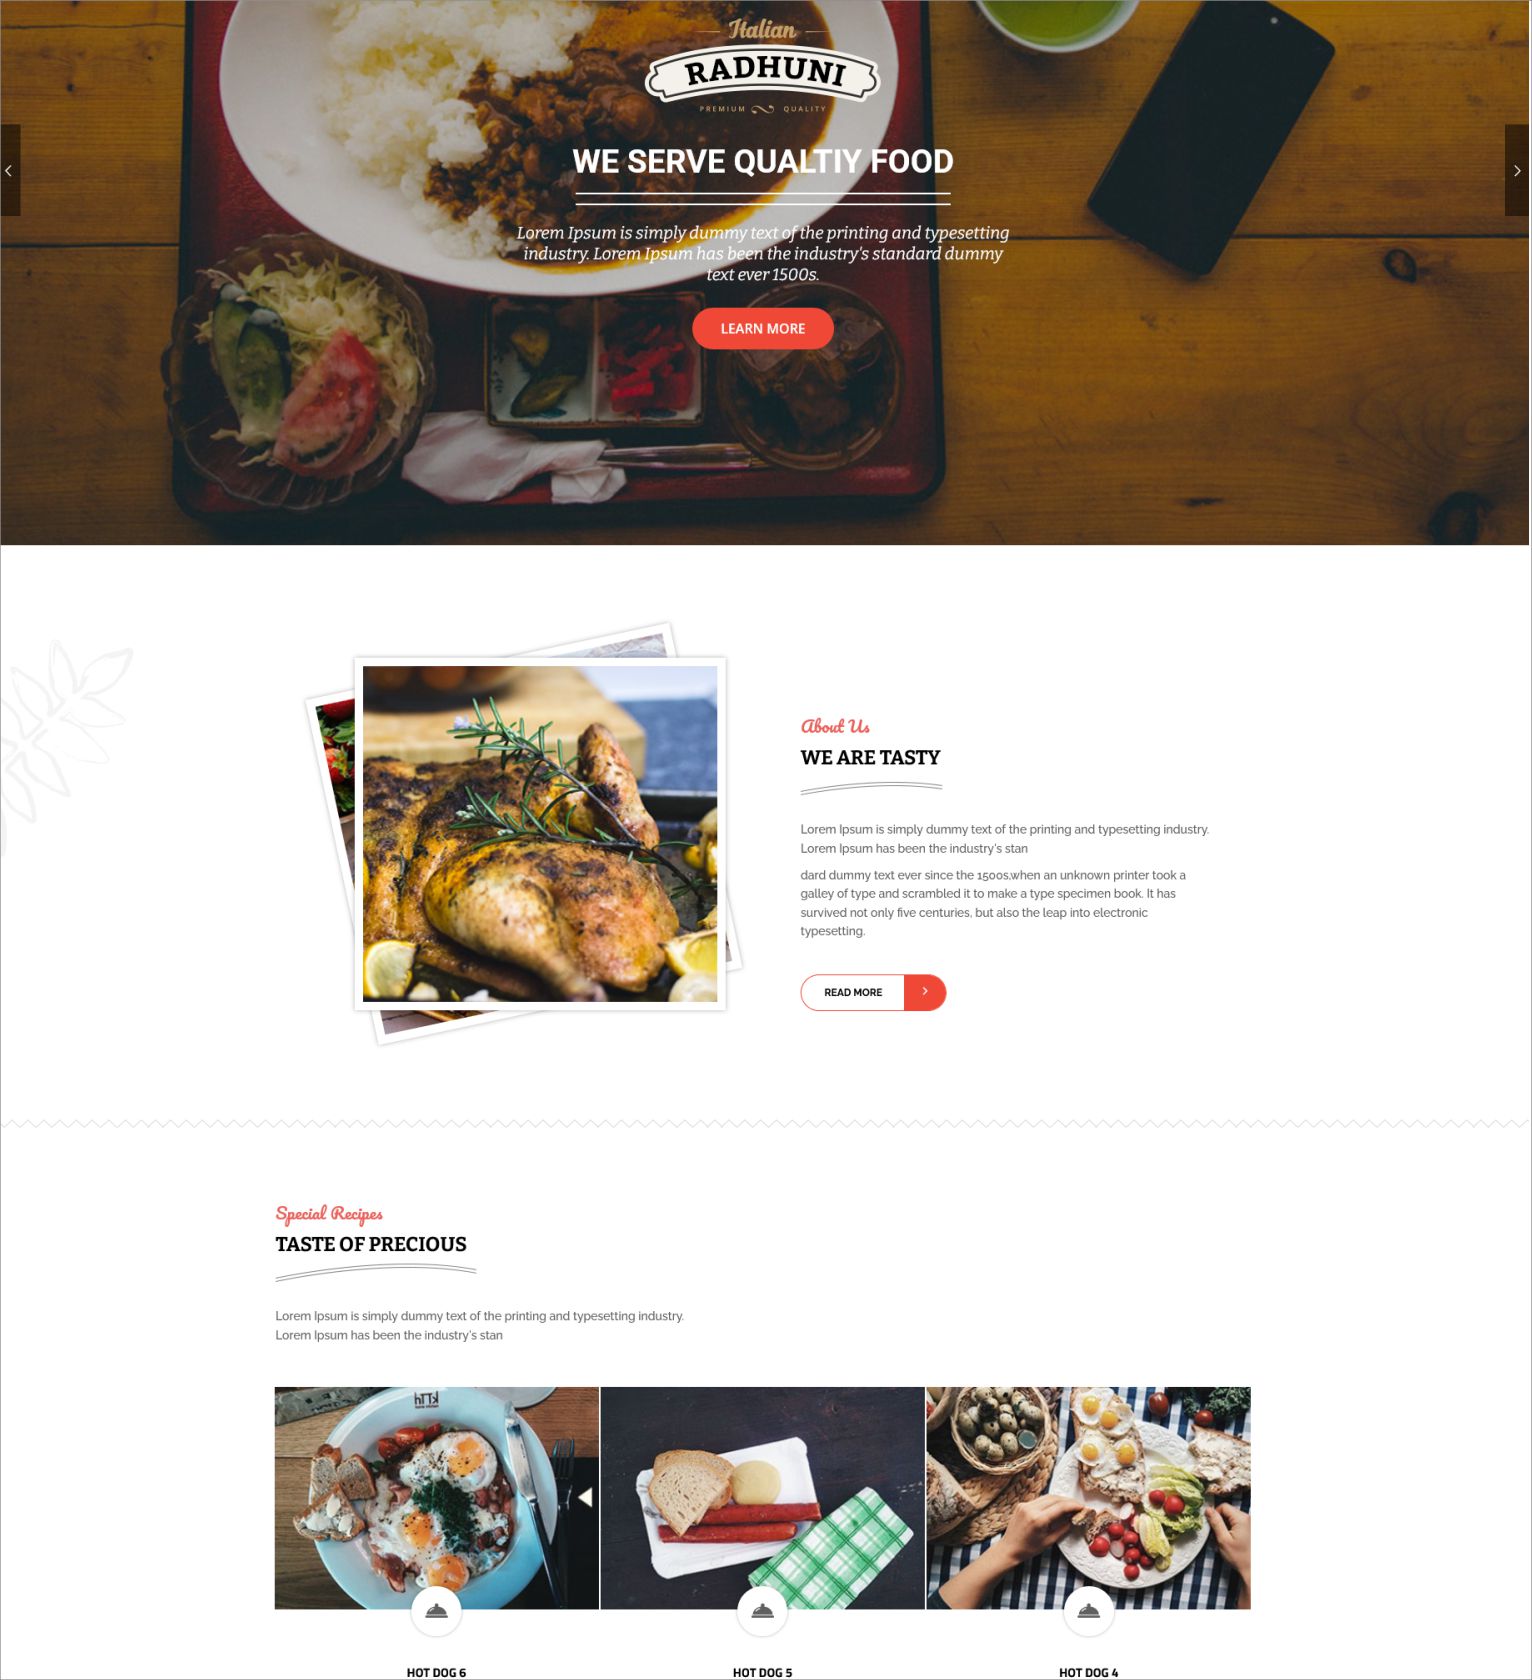 Italian
RADHUNI
PREMIUM QUALITY
WE SERVE QUALTIY FOOD
Lorem Ipsum is simply dummy text of the printing and typesetting
industry. Lorem Ipsum has been the industry's standard dummy
text ever 1500s.
LEARN MORE
About Us
WE ARE TASTY
Lorem Ipsum is simply dummy text of the printing and typesetting industry.
Lorem Ipsum has been the industry's stan
dard dummy text ever since the 1500s,when an unknown printer took a
galley of type and scrambled it to make a type specimen book. It has
survived not only five centuries, but also the leap into electronic
typesetting.
READ MORE
Special Recipes
TASTE OF PRECIOUS
Lorem Ipsum is simply dummy text of the printing and typesetting industry.
Lorem Ipsum has been the industry's stan
HOT DOG 6
HOT DOG 5
HOT DOG 4